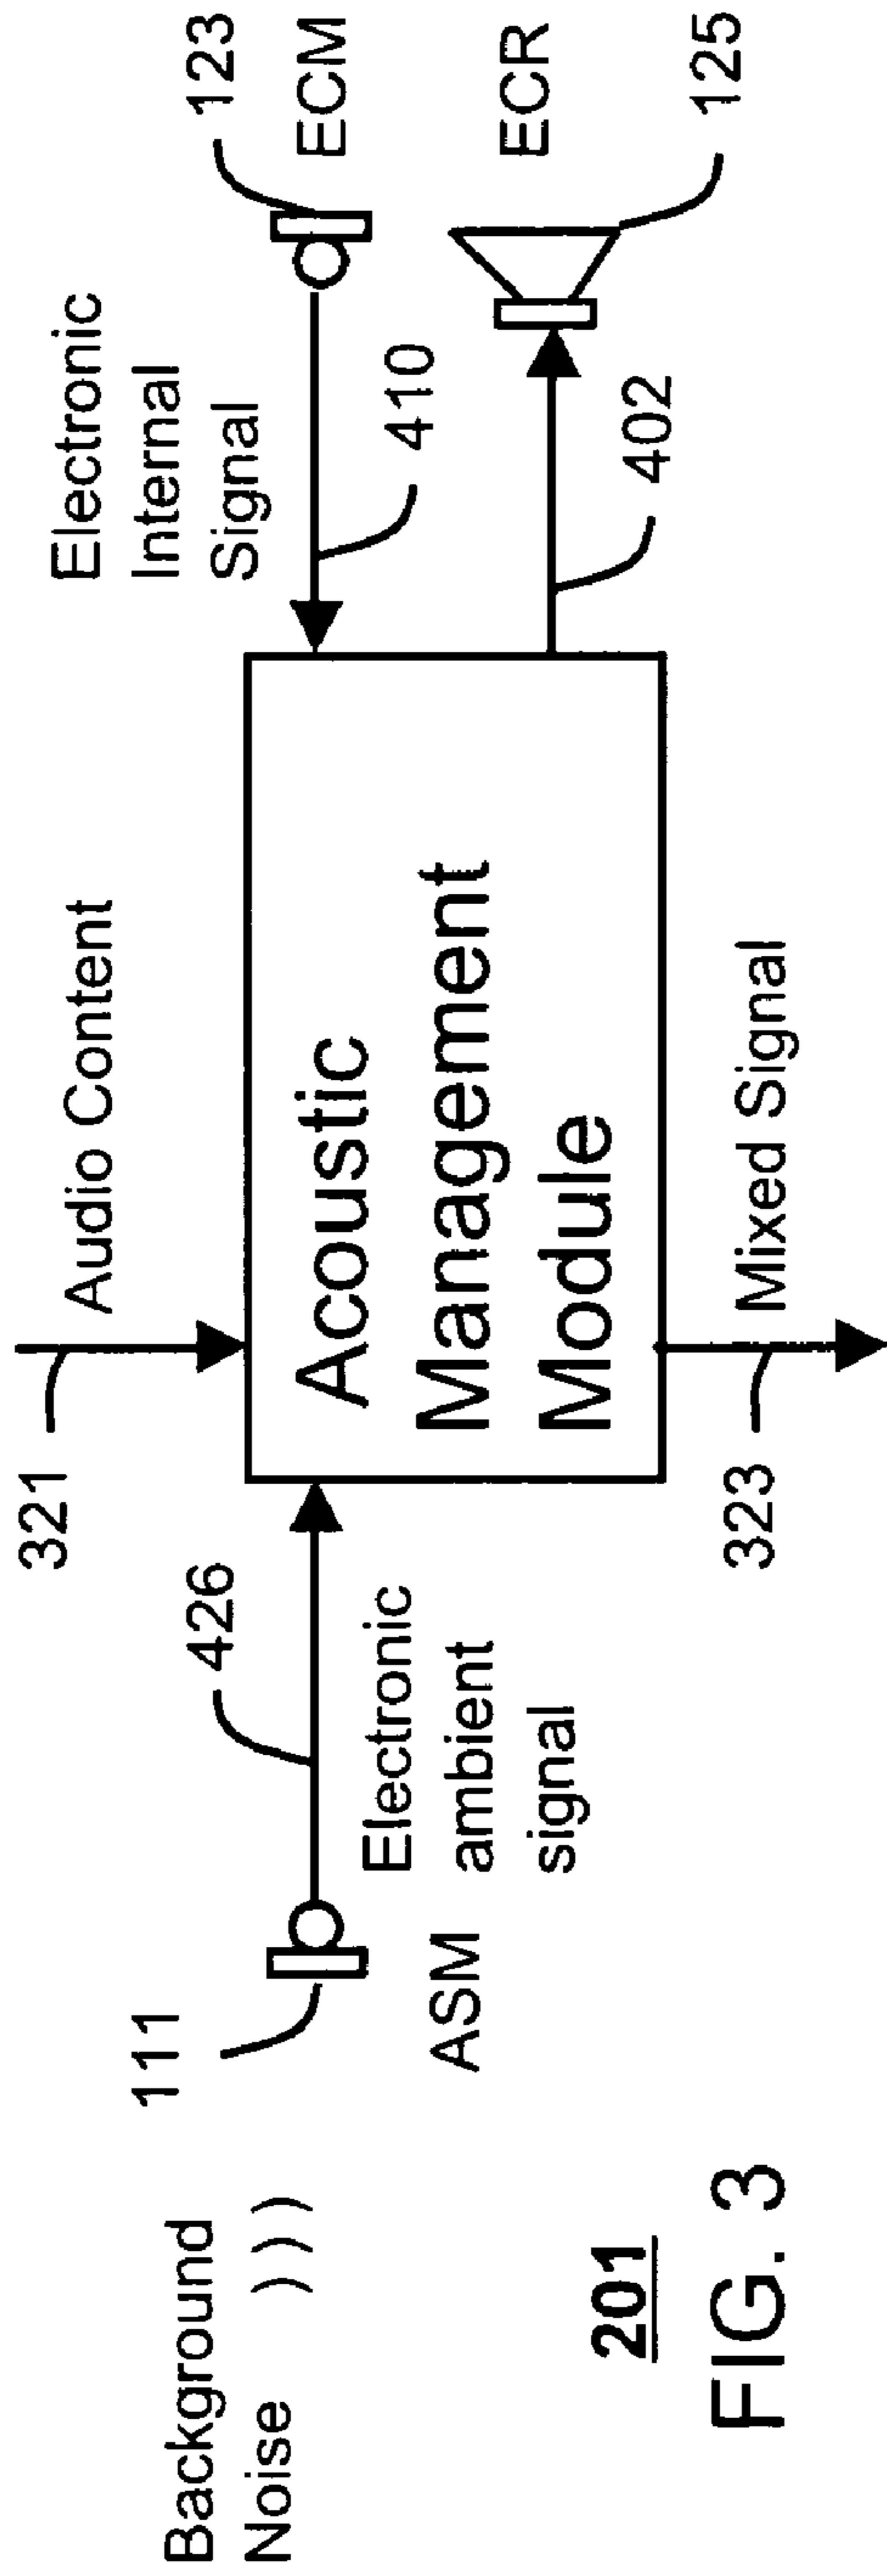 321
Audio Content
Electronic
Internal
Signal
123
ECM
410
Background
Noise
111
426
ASM
Electronic
ambient
signal
Acoustic
Management
Module
ECR
402
125
201
323
Mixed Signal
FIG. 3